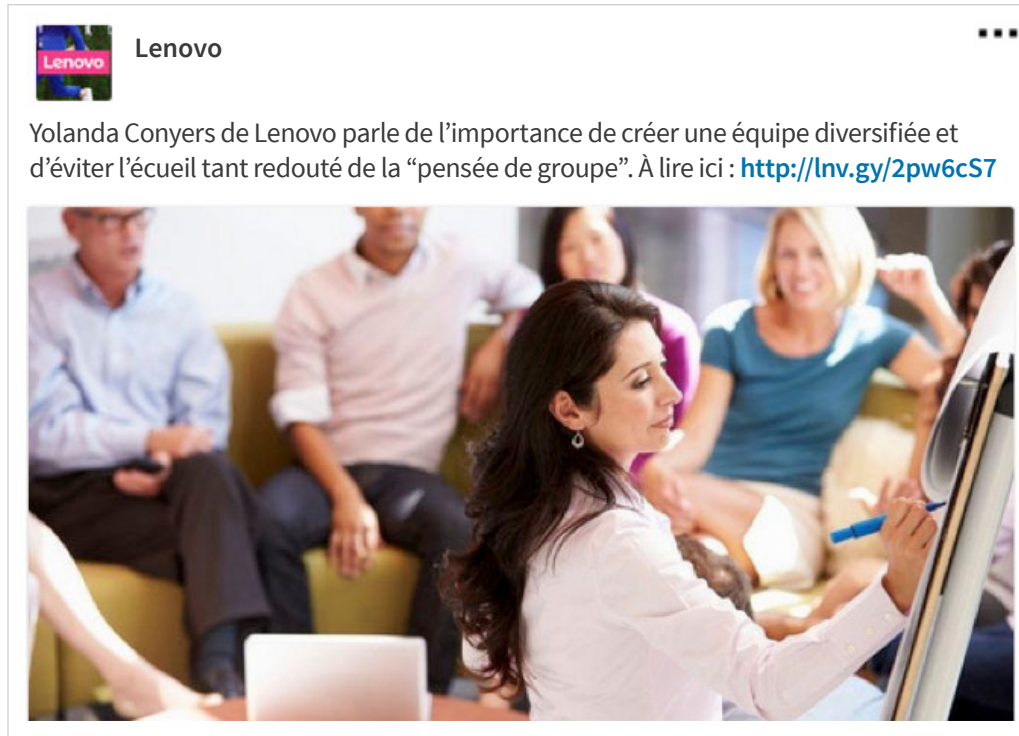 Lenovo
Lenovo
Yolanda Conyers de Lenovo parle de l’importance de créer une équipe diversifiée et
d’éviter l’écueil tant redouté de la “pensée de groupe”. À lire ici : http://lnv.gy/2pw6cS7